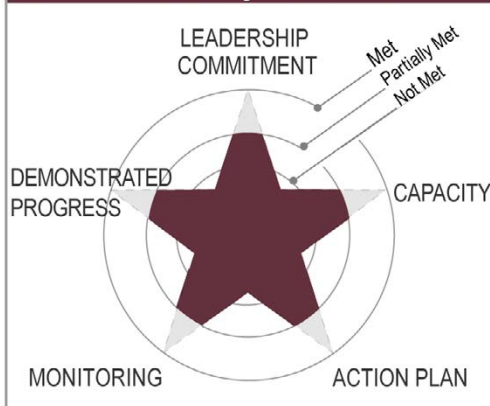 LEADERSHIP
COMMITMENT
Met
Partially Met
Not Met
DEMONSTRATED
PROGRESS
CAPACITY
MONITORING
ACTION PLAN